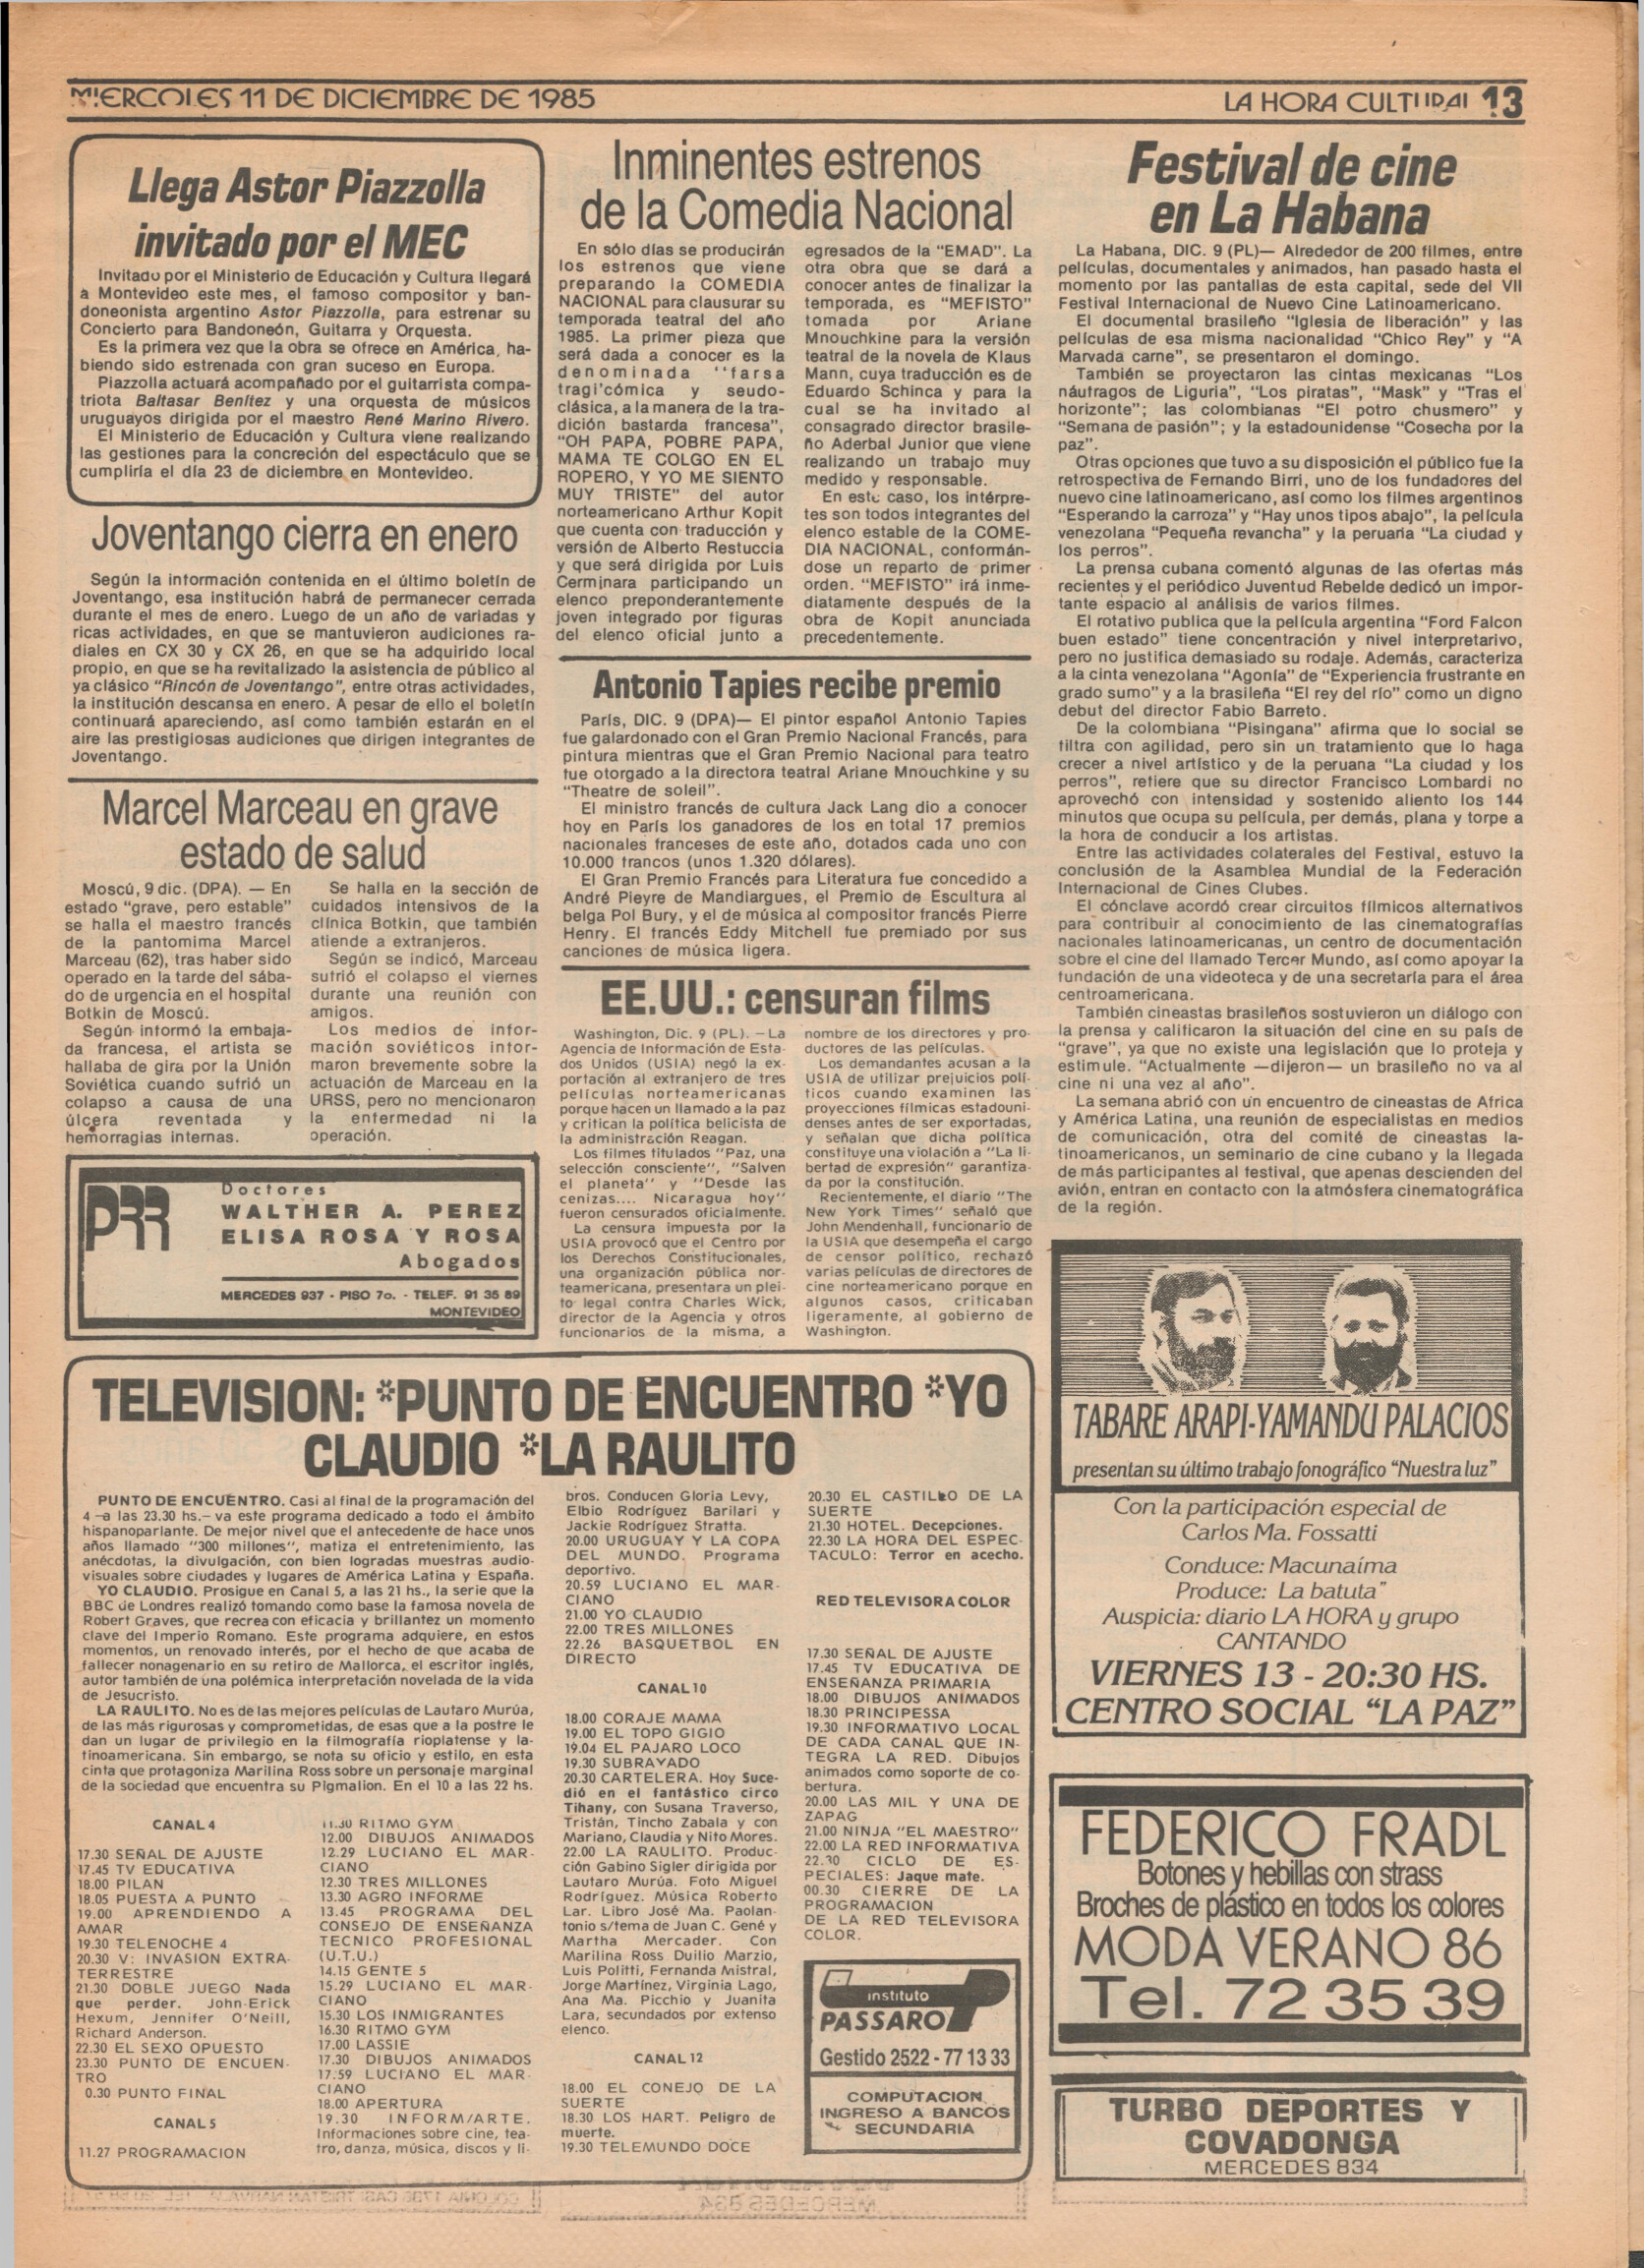 MIERCOLES 11 DE DICIEMBRE DE 1985
LA HORA CULTURAL 13
Llega Astor Piazzolla
invitado por el MEC
Invitado por el Ministerio de Educación y Cultura llegará
a Montevideo este mes, el famoso compositor y ban-
doneonista argentino Astor Piazzolla, para estrenar su
Concierto para Bandoneón, Guitarra y Orquesta.
Es la primera vez que la obra se ofrece en América, ha-
biendo sido estrenada con gran suceso en Europa.
Piazzolla actuará acompañado por el guitarrista compa-
triota Baltasar Benítez y una orquesta de músicos
uruguayos dirigida por el maestro René Marino Rivero.
El Ministerio de Educación y Cultura viene realizando
las gestiones para la concreción del espectáculo que se
cumpliría el día 23 de diciembre en Montevideo.
Joventango cierra en enero
Según la información contenida en el último boletín de
Joventango, esa institución habrá de permanecer cerrada
durante el mes de enero. Luego de un año de variadas y
ricas actividades, en que se mantuvieron audiciones ra-
diales en CX 30 y CX 26, en que se ha adquirido local
propio, en que se ha revitalizado la asistencia de público al
ya clásico "Rincón de Joventango", entre otras actividades,
la institución descansa en enero. A pesar de ello el boletín
continuará apareciendo, así como también estarán en el
aire las prestigiosas audiciones que dirigen integrantes de
Joventango.
Marcel Marceau en grave
estado de salud
Moscú, 9 dic. (DPA). — En
estado "grave, pero estable"
se halla el maestro francés
de la pantomima Marcel
Marceau (62), tras haber sido
operado en la tarde del sába-
do de urgencia en el hospital
Botkin de Moscú.
Según informó la embaja-
da francesa, el artista se
hallaba de gira por la Unión
Soviética cuando sufrió un
colapso a causa de una
úlcera reventada y
hemorragias internas.
Se halla en la sección de
cuidados intensivos de la
clínica Botkin, que también
atiende a extranjeros.
Según se indicó, Marceau
sufrió el colapso el viernes
durante una reunión con
amigos.
Los medios de infor-
mación soviéticos infor-
maron brevemente sobre la
actuación de Marceau en la
URSS, pero no mencionaron
la enfermedad ni la
operación.
Doctores
WALTHER A. PEREZ
ELISA ROSA Y ROSA
Abogados
MERCEDES 937 - PISO 7o. - TELEF. 91 35 89
MONTEVIDEO
Inminentes estrenos
de la Comedia Nacional
En sólo días se producirán
los estrenos que viene
preparando la COMEDIA
NACIONAL para clausurar su
temporada teatral del año
1985. La primer pieza que
será dada a conocer es la
denominada "farsa
tragi'cómica y seudo-
clásica, a la manera de la tra-
dición bastarda francesa",
"OH PAPA, POBRE PAPA,
MAMA TE COLGO EN EL
ROPERO, Y YO ME SIENTO
MUY TRISTE" del autor
norteamericano Arthur Kopit
que cuenta con traducción y
versión de Alberto Restuccia
y que será dirigida por Luis
Cerminara participando un
elenco preponderantemente
joven integrado por figuras
del elenco oficial junto a
egresados de la "EMAD". La
otra obra que se dará a
conocer antes de finalizar la
temporada, es "MEFISTO"
tomada por Ariane
Mnouchkine para la versión
teatral de la novela de Klaus
Mann, cuya traducción es de
Eduardo Schinca y para la
cual se ha invitado al
consagrado director brasile-
ño Aderbal Junior que viene
realizando un trabajo muy
medido y responsable.
En este caso, los intérpre-
tes son todos integrantes del
elenco estable de la COME-
DIA NACIONAL, conformán-
dose un reparto de primer
orden. "MEFISTO" irá inme-
diatamente después de la
obra de Kopit anunciada
precedentemente.
Antonio Tapies recibe premio
París, DIC. 9 (DPA)— El pintor español Antonio Tapies
fue galardonado con el Gran Premio Nacional Francés, para
pintura mientras que el Gran Premio Nacional para teatro
fue otorgado a la directora teatral Ariane Mnouchkine y su
"Theatre de soleil".
El ministro francés de cultura Jack Lang dio a conocer
hoy en París los ganadores de los en total 17 premios
nacionales franceses de este año, dotados cada uno con
10.000 francos (unos 1.320 dólares).
El Gran Premio Francés para Literatura fue concedido a
André Pieyre de Mandiargues, el Premio de Escultura al
belga Pol Bury, y el de música al compositor francés Pierre
Henry. El francés Eddy Mitchell fue premiado por sus
canciones de música ligera.
EE.UU.: censuran films
Washington, Dic. 9 (PL). —La
Agencia de Información de Esta-
dos Unidos (USIA) negó la ex-
portación al extranjero de tres
películas norteamericanas
porque hacen un llamado a la paz
y critican la política belicista de
la administración Reagan.
Los filmes titulados "Paz, una
selección consciente", "Salven
el planeta" y "Desde las
cenizas.... Nicaragua hoy"
fueron censurados oficialmente.
La censura impuesta por la
USIA provocó que el Centro por
los Derechos Constitucionales,
una organización pública nor-
teamericana, presentara un plei-
to legal contra Charles Wick,
director de la Agencia y otros
funcionarios de la misma, a
nombre de los directores y pro-
ductores de las películas.
Los demandantes acusan a la
USIA de utilizar prejuicios polí-
ticos cuando examinen las
proyecciones fílmicas estadouni-
denses antes de ser exportadas,
y señalan que dicha política
constituye una violación a "La li-
bertad de expresión" garantiza-
da por la constitución.
Recientemente, el diario "The
New York Times" señaló que
John Mendenhall, funcionario de
la USIA que desempeña el cargo
de censor político, rechazó
varias películas de directores de
cine norteamericano porque en
algunos casos, criticaban
ligeramente, al gobierno de
Washington.
Festival de cine
en La Habana
La Habana, DIC. 9 (PL)— Alrededor de 200 filmes, entre
películas, documentales y animados, han pasado hasta el
momento por las pantallas de esta capital, sede del VII
Festival Internacional de Nuevo Cine Latinoamericano.
El documental brasileño "Iglesia de liberación" y las
películas de esa misma nacionalidad "Chico Rey" y "A
Marvada carne", se presentaron el domingo.
También se proyectaron las cintas mexicanas "Los
náufragos de Liguria", "Los piratas", "Mask" y "Tras el
horizonte"; las colombianas "El potro chusmero" y
"Semana de pasión"; y la estadounidense "Cosecha por la
paz".
Otras opciones que tuvo a su disposición el público fue la
retrospectiva de Fernando Birri, uno de los fundadores del
nuevo cine latinoamericano, así como los filmes argentinos
"Esperando la carroza" y "Hay unos tipos abajo", la película
venezolana "Pequeña revancha" y la peruana "La ciudad y
los perros".
La prensa cubana comentó algunas de las ofertas más
recientes y el periódico Juventud Rebelde dedicó un impor-
tante espacio al análisis de varios filmes.
El rotativo publica que la película argentina "Ford Falcon
buen estado" tiene concentración y nivel interpretarivo,
pero no justifica demasiado su rodaje. Además, caracteriza
a la cinta venezolana "Agonía" de "Experiencia frustrante en
grado sumo" y a la brasileña "El rey del río" como un digno
debut del director Fabio Barreto.
De la colombiana "Pisingana" afirma que lo social se
filtra con agilidad, pero sin un tratamiento que lo haga
crecer a nivel artístico y de la peruana "La ciudad y los
perros", refiere que su director Francisco Lombardi no
aprovechó con intensidad y sostenido aliento los 144
minutos que ocupa su película, per demás, plana y torpe a
la hora de conducir a los artistas.
Entre las actividades colaterales del Festival, estuvo la
conclusión de la Asamblea Mundial de la Federación
Internacional de Cines Clubes.
El cónclave acordó crear circuitos fílmicos alternativos
para contribuir al conocimiento de las cinematografías
nacionales latinoamericanas, un centro de documentación
sobre el cine del llamado Tercer Mundo, así como apoyar la
fundación de una videoteca y de una secretaría para el área
centroamericana.
También cineastas brasileños sostuvieron un diálogo con
la prensa y calificaron la situación del cine en su país de
"grave", ya que no existe una legislación que lo proteja y
estimule. "Actualmente —dijeron— un brasileño no va al
cine ni una vez al año".
La semana abrió con un encuentro de cineastas de Africa
y América Latina, una reunión de especialistas en medios
de comunicación, otra del comité de cineastas la-
tinoamericanos, un seminario de cine cubano y la llegada
de más participantes al festival, que apenas descienden del
avión, entran en contacto con la atmósfera cinematográfica
de la región.
TABARE ARAPI-YAMANDU PALACIOS
presentan su último trabajo fonográfico "Nuestra luz"
Con la participación especial de
Carlos Ma. Fossatti
Conduce: Macunaíma
Produce: La batuta"
Auspicia: diario LA HORA y grupo
CANTANDO
VIERNES 13 - 20:30 HS.
CENTRO SOCIAL "LA PAZ"
FEDERICO FRADL
Botones y hebillas con strass
Broches de plástico en todos los colores
MODA VERANO 86
Tel. 72 35 39
TURBO DEPORTES Y
COVADONGA
MERCEDES 834
TELEVISION: *PUNTO DE ENCUENTRO *YO
CLAUDIO *LA RAULITO
PUNTO DE ENCUENTRO. Casi al final de la programación del
4 —a las 23.30 hs.— va este programa dedicado a todo el ámbito
hispanoparlante. De mejor nivel que el antecedente de hace unos
años llamado "300 millones", matiza el entretenimiento, las
anécdotas, la divulgación, con bien logradas muestras audio-
visuales sobre ciudades y lugares de América Latina y España.
YO CLAUDIO. Prosigue en Canal 5, a las 21 hs., la serie que la
BBC de Londres realizó tomando como base la famosa novela de
Robert Graves, que recrea con eficacia y brillantez un momento
clave del Imperio Romano. Este programa adquiere, en estos
momentos, un renovado interés, por el hecho de que acaba de
fallecer nonagenario en su retiro de Mallorca, el escritor inglés,
autor también de una polémica interpretación novelada de la vida
de Jesucristo.
LA RAULITO. No es de las mejores películas de Lautaro Murúa,
de las más rigurosas y comprometidas, de esas que a la postre le
dan un lugar de privilegio en la filmografía rioplatense y la-
tinoamericana. Sin embargo, se nota su oficio y estilo, en esta
cinta que protagoniza Marilina Ross sobre un personaje marginal
de la sociedad que encuentra su Pigmalion. En el 10 a las 22 hs.
CANAL 4
17.30 SEÑAL DE AJUSTE
17.45 TV EDUCATIVA
18.00 PILAN
18.05 PUESTA A PUNTO
19.00 APRENDIENDO A
AMAR
19.30 TELENOCHE 4
20.30 V: INVASION EXTRA-
TERRESTRE
21.30 DOBLE JUEGO Nada
que perder. John-Erick
Hexum, Jennifer O'Neill,
Richard Anderson.
22.30 EL SEXO OPUESTO
23.30 PUNTO DE ENCUEN-
TRO
0.30 PUNTO FINAL
CANAL 5
11.27 PROGRAMACION
11.30 RITMO GYM
12.00 DIBUJOS ANIMADOS
12.29 LUCIANO EL MAR-
CIANO
12.30 TRES MILLONES
13.30 AGRO INFORME
13.45 PROGRAMA DEL
CONSEJO DE ENSEÑANZA
TECNICO PROFESIONAL
(U.T.U.)
14.15 GENTE 5
15.29 LUCIANO EL MAR-
CIANO
15.30 LOS INMIGRANTES
16.30 RITMO GYM
17.00 LASSIE
17.30 DIBUJOS ANIMADOS
17.59 LUCIANO EL MAR-
CIANO
18.00 APERTURA
19.30 INFORM/ARTE.
Informaciones sobre cine, tea-
tro, danza, música, discos y li-
bros. Conducen Gloria Levy,
Elbio Rodríguez Barilari y
Jackie Rodríguez Stratta.
20.00 URUGUAY Y LA COPA
DEL MUNDO. Programa
deportivo.
20.59 LUCIANO EL MAR-
CIANO
21.00 YO CLAUDIO
22.00 TRES MILLONES
22.26 BASQUETBOL EN
DIRECTO
CANAL 10
18.00 CORAJE MAMA
19.00 EL TOPO GIGIO
19.04 EL PAJARO LOCO
19.30 SUBRAYADO
20.30 CARTELERA. Hoy Suce-
dió en el fantástico circo
Tihany, con Susana Traverso,
Tristán, Tincho Zabala y con
Mariano, Claudia y Nito Mores.
22.00 LA RAULITO. Produc-
ción Gabino Sigler dirigida por
Lautaro Murúa. Foto Miguel
Rodríguez. Música Roberto
Lar. Libro José Ma. Paolan-
tonio s/tema de Juan C. Gené y
Martha Mercader. Con
Marilina Ross Duilio Marzio,
Luis Politti, Fernanda Mistral,
Jorge Martínez, Virginia Lago,
Ana Ma. Picchio y Juanita
Lara, secundados por extenso
elenco.
CANAL 12
18.00 EL CONEJO DE LA
SUERTE
18.30 LOS HART. Peligro de
muerte.
19.30 TELEMUNDO DOCE
20.30 EL CASTILLO DE LA
SUERTE
21.30 HOTEL. Decepciones.
22.30 LA HORA DEL ESPEC-
TACULO: Terror en acecho.
RED TELEVISORA COLOR
17.30 SEÑAL DE AJUSTE
17.45 TV EDUCATIVA DE
ENSEÑANZA PRIMARIA
18.00 DIBUJOS ANIMADOS
18.30 PRINCIPESSA
19.30 INFORMATIVO LOCAL
DE CADA CANAL QUE IN-
TEGRA LA RED. Dibujos
animados como soporte de co-
bertura.
20.00 LAS MIL Y UNA DE
ZAPAG
21.00 NINJA "EL MAESTRO"
22.00 LA RED INFORMATIVA
22.30 CICLO DE ES-
PECIALES: Jaque mate.
00.30 CIERRE DE LA
PROGRAMACION
DE LA RED TELEVISORA
COLOR.
instituto
PASSARO
Gestido 2522 - 77 13 33
COMPUTACION
INGRESO A BANCOS
SECUNDARIA